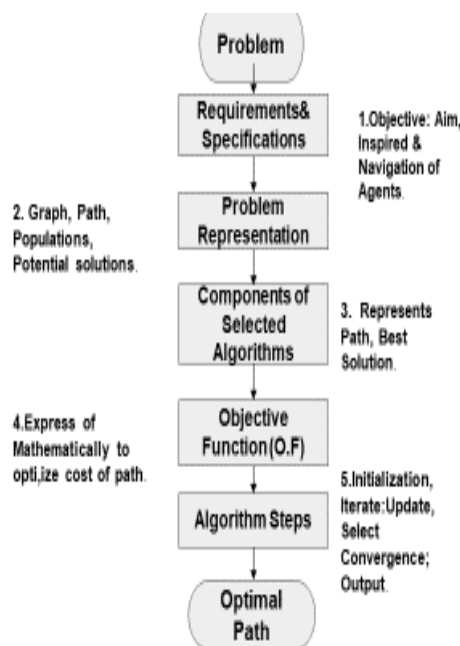 Problem
Requirements&
Specifications
1.Objective: Aim,
Inspired &
Navigation of
Agents.
2. Graph, Path,
Populations,
Potential solutions.
Problem
Representation
Components of
Selected
Algorithms
3. Represents
Path, Best
Solution.
4.Express of
Mathematically to
opti,ize cost of path.
Objective
Function(O.F)
5.Initialization,
Iterate:Update,
Select
Convergence;
Output.
Algorithm Steps
Optimal
Path